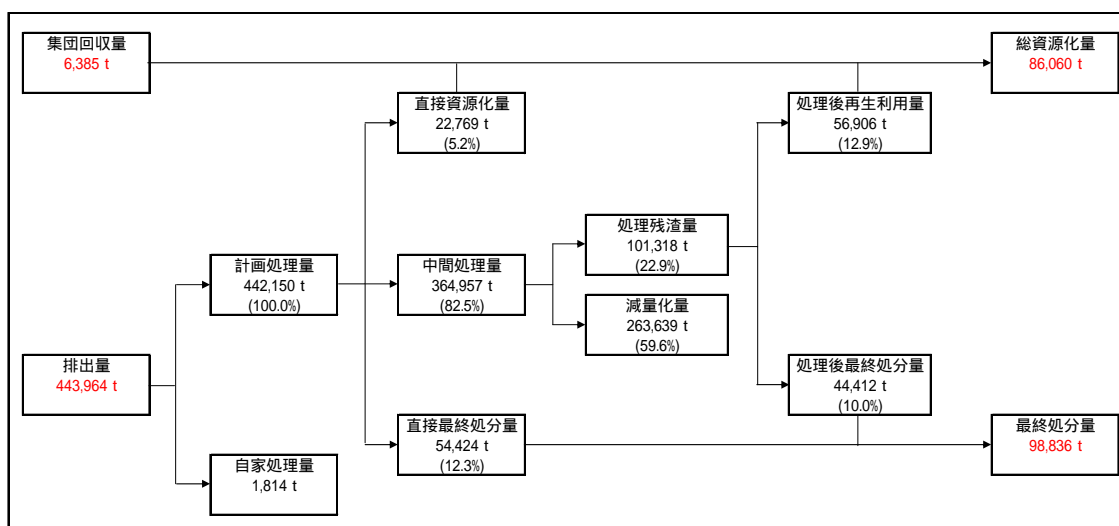 集団回収量
6,385 t
総資源化量
86,060 t
直接資源化量
22,769 t
(5.2%)
処理後再生利用量
56,906 t
(12.9%)
処理残渣量
101,318 t
(22.9%)
計画処理量
442,150 t
(100.0%)
中間処理量
364,957 t
(82.5%)
減量化量
263,639 t
(59.6%)
排出量
443,964 t
処理後最終処分量
44,412 t
(10.0%)
直接最終処分量
54,424 t
(12.3%)
最終処分量
98,836 t
自家処理量
1,814 t